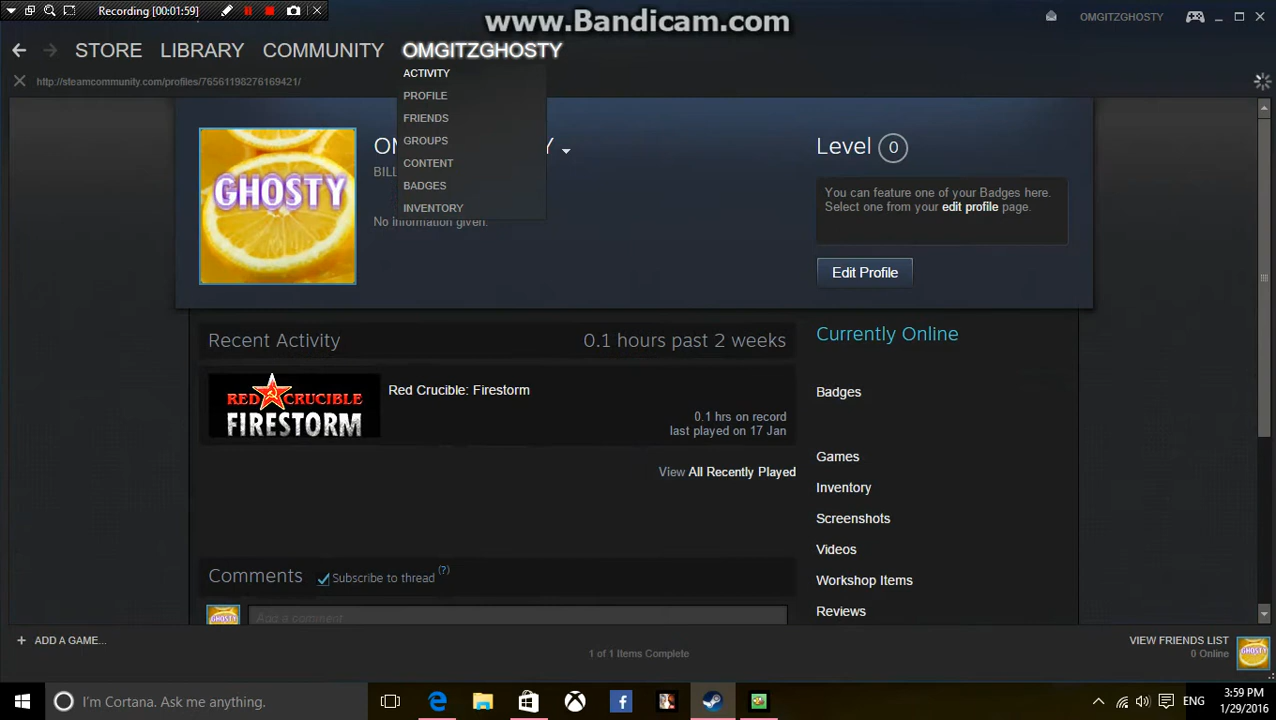 Recording [00:01:59]
www.Bandicam.com
OMGITZGHOSTY
STORE LIBRARY COMMUNITY OMGITZGHOSTY
http://steamcommunity.com/profiles/76561198276169421/
ACTIVITY
PROFILE
FRIENDS
GROUPS
CONTENT
BADGES
INVENTORY
GHOSTY
No information given.
Level 0
You can feature one of your Badges here.
Select one from your edit profile page.
Edit Profile
Recent Activity 0.1 hours past 2 weeks
RED CRUCIBLE
FIRESTORM
Red Crucible: Firestorm
0.1 hrs on record
last played on 17 Jan
View All Recently Played
Comments Subscribe to thread (?)
GHOSTY
Add a comment
Currently Online
Badges
Games
Inventory
Screenshots
Videos
Workshop Items
Reviews
+ ADD A GAME...
1 of 1 Items Complete
VIEW FRIENDS LIST
0 Online
GHOSTY
I'm Cortana. Ask me anything.
ENG
3:59 PM
1/29/2016